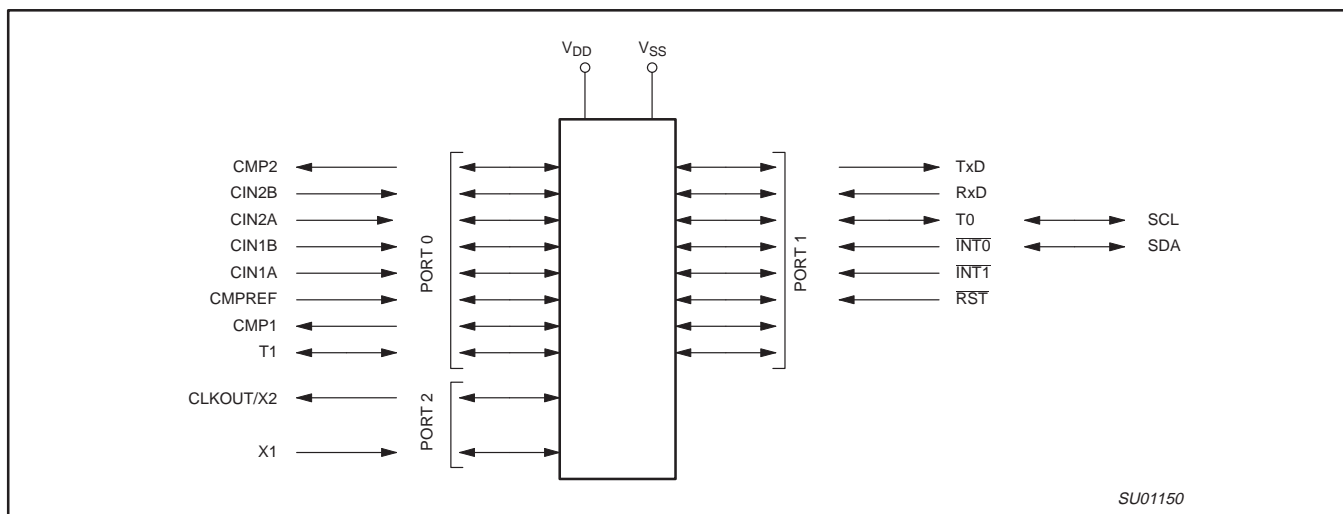 VDD VSS
CMP2 TxD
CIN2B RxD
CIN2A T0 SCL
CIN1B INT0 SDA
CIN1A INT1
CMPREF RST
CMP1
T1
PORT 0
PORT 1
CLKOUT/X2
X1
PORT 2
SU01150